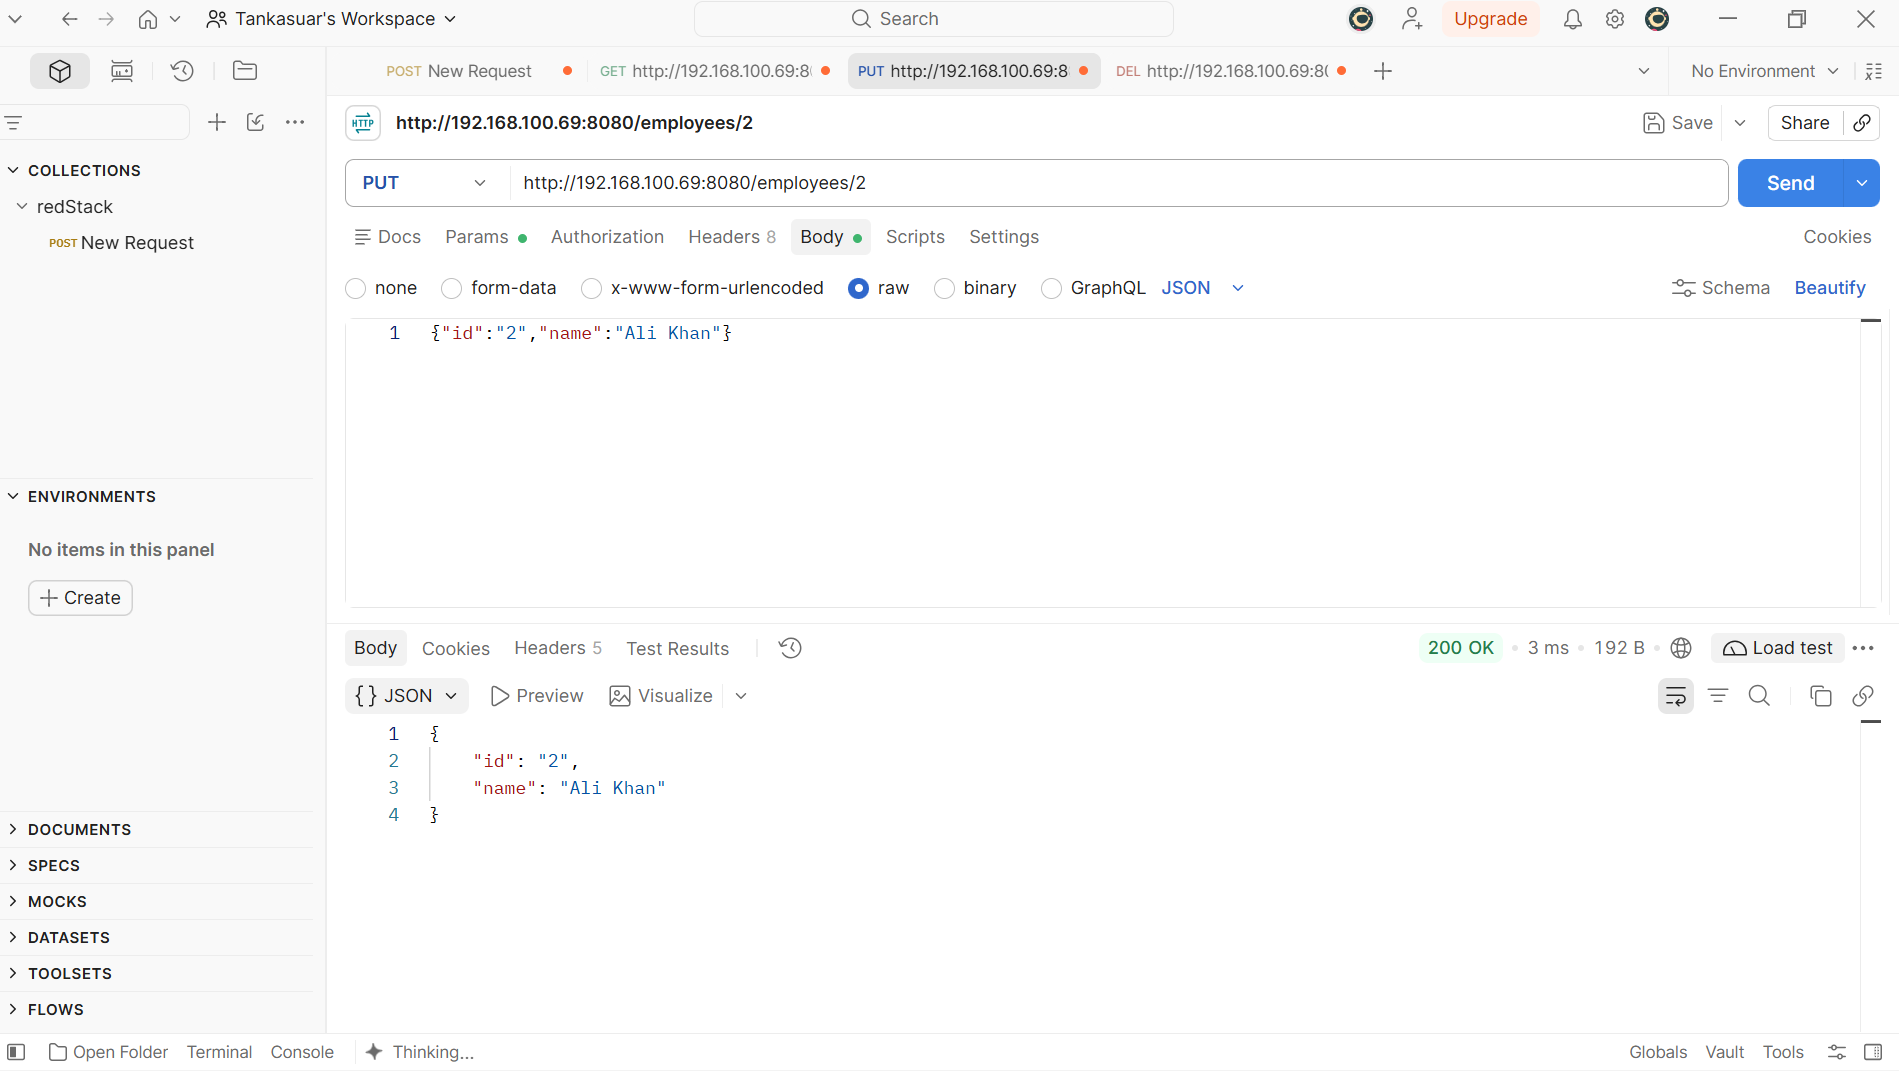 Tankasuar's Workspace
Search
Upgrade
POST New Request
GET http://192.168.100.69:80
PUT http://192.168.100.69:8
DEL http://192.168.100.69:80
No Environment
HTTP http://192.168.100.69:8080/employees/2
Save
Share
COLLECTIONS
redStack
POST New Request
PUT
http://192.168.100.69:8080/employees/2
Send
Docs
Params
Authorization
Headers 8
Body
Scripts
Settings
Cookies
none
form-data
x-www-form-urlencoded
raw
binary
GraphQL
JSON
Schema
Beautify
1 {"id":"2","name":"Ali Khan"}
ENVIRONMENTS
No items in this panel
Create
Body
Cookies
Headers 5
Test Results
200 OK
3 ms
192 B
Load test
{} JSON
Preview
Visualize
1 {
2 "id": "2",
3 "name": "Ali Khan"
4 }
DOCUMENTS
SPECS
MOCKS
DATASETS
TOOLSETS
FLOWS
Open Folder
Terminal
Console
Thinking...
Globals
Vault
Tools